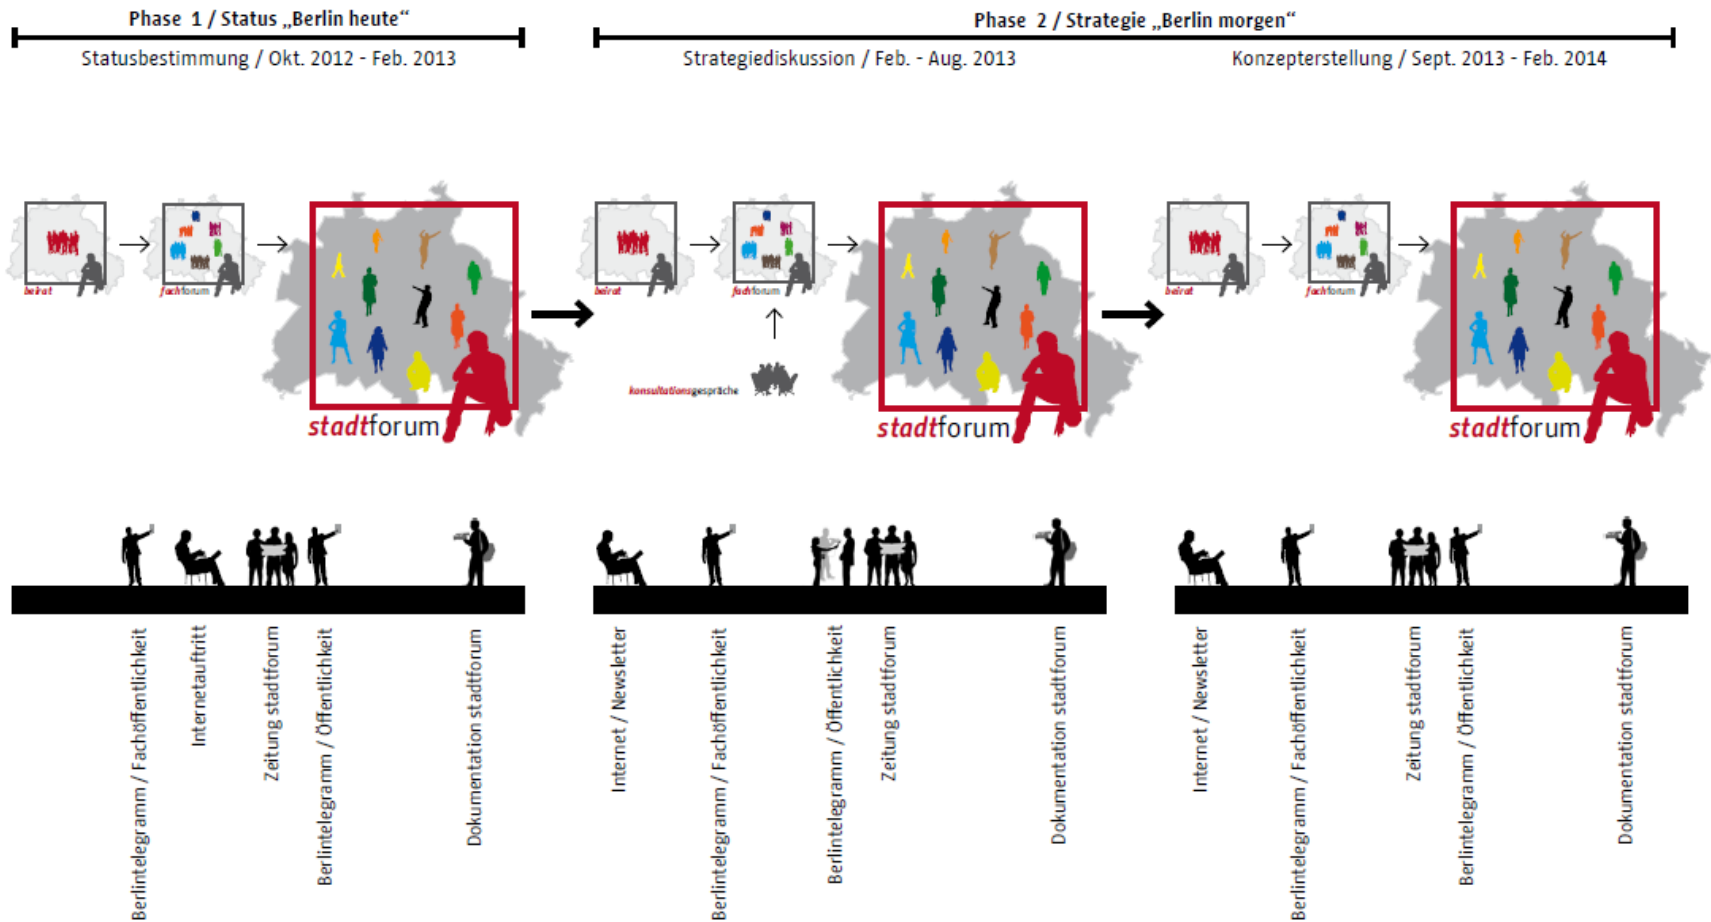 Phase 1 / Status „Berlin heute“
Phase 2 / Strategie „Berlin morgen“
Statusbestimmung / Okt. 2012 - Feb. 2013
Strategiediskussion / Feb. - Aug. 2013
Konzepterstellung / Sept. 2013 - Feb. 2014
beirat
fachforum
stadtforum
beirat
fachforum
konsultationsgespräche
stadtforum
beirat
fachforum
stadtforum
Berlintelegramm / Fachöffentlichkeit
Internetauftritt
Zeitung stadtforum
Berlintelegramm / Öffentlichkeit
Dokumentation stadtforum
Internet / Newsletter
Berlintelegramm / Fachöffentlichkeit
Berlintelegramm / Öffentlichkeit
Zeitung stadtforum
Dokumentation stadtforum
Internet / Newsletter
Berlintelegramm / Fachöffentlichkeit
Zeitung stadtforum
Berlintelegramm / Öffentlichkeit
Dokumentation stadtforum